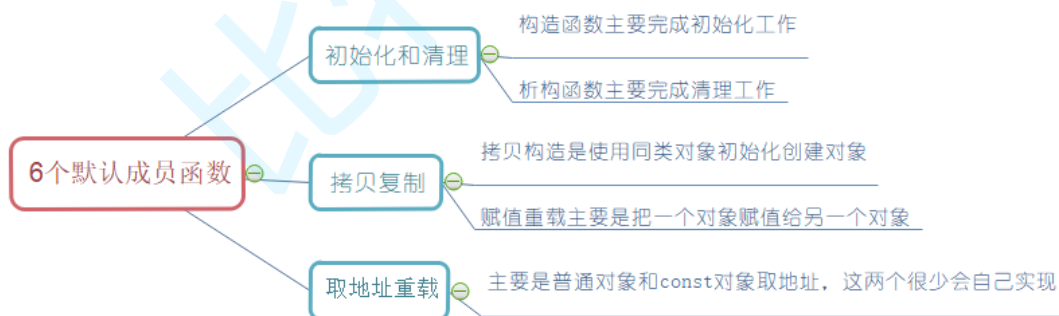 构造函数主要完成初始化工作
初始化和清理
析构函数主要完成清理工作
拷贝构造是使用同类对象初始化创建对象
6个默认成员函数
拷贝复制
赋值重载主要是把一个对象赋值给另一个对象
主要是普通对象和const对象取地址，这两个很少会自己实现
取地址重载